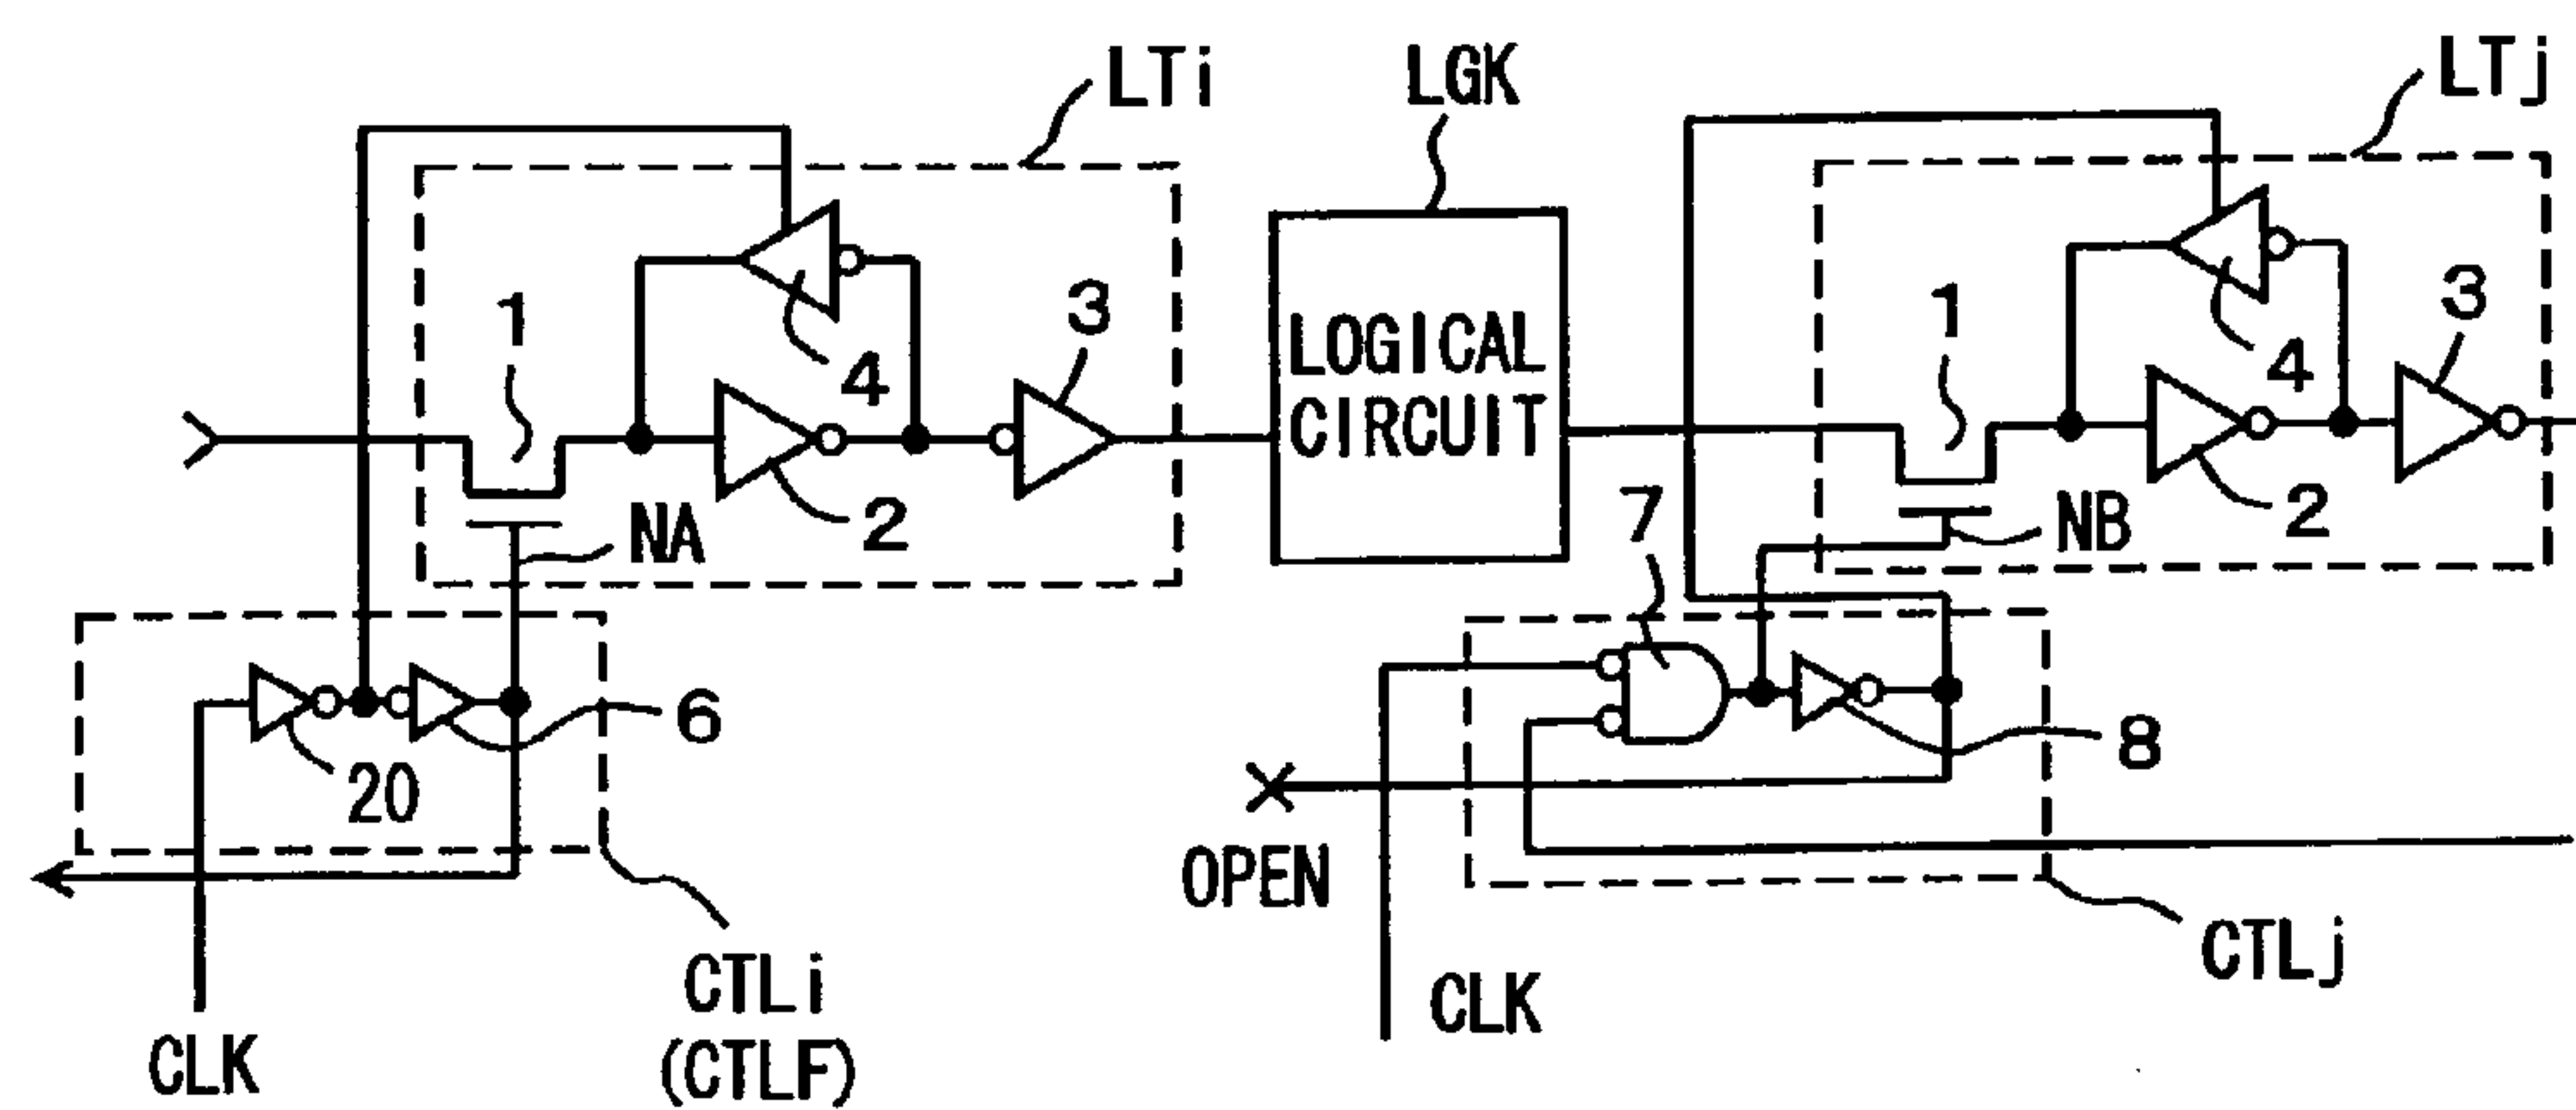 LTi
LGK
LTj
1
4
3
2
NA
LOGICAL
CIRCUIT
1
4
3
2
NB
7
6
20
8
OPEN
CTLi
(CTLF)
CLK
CLK
CTLj